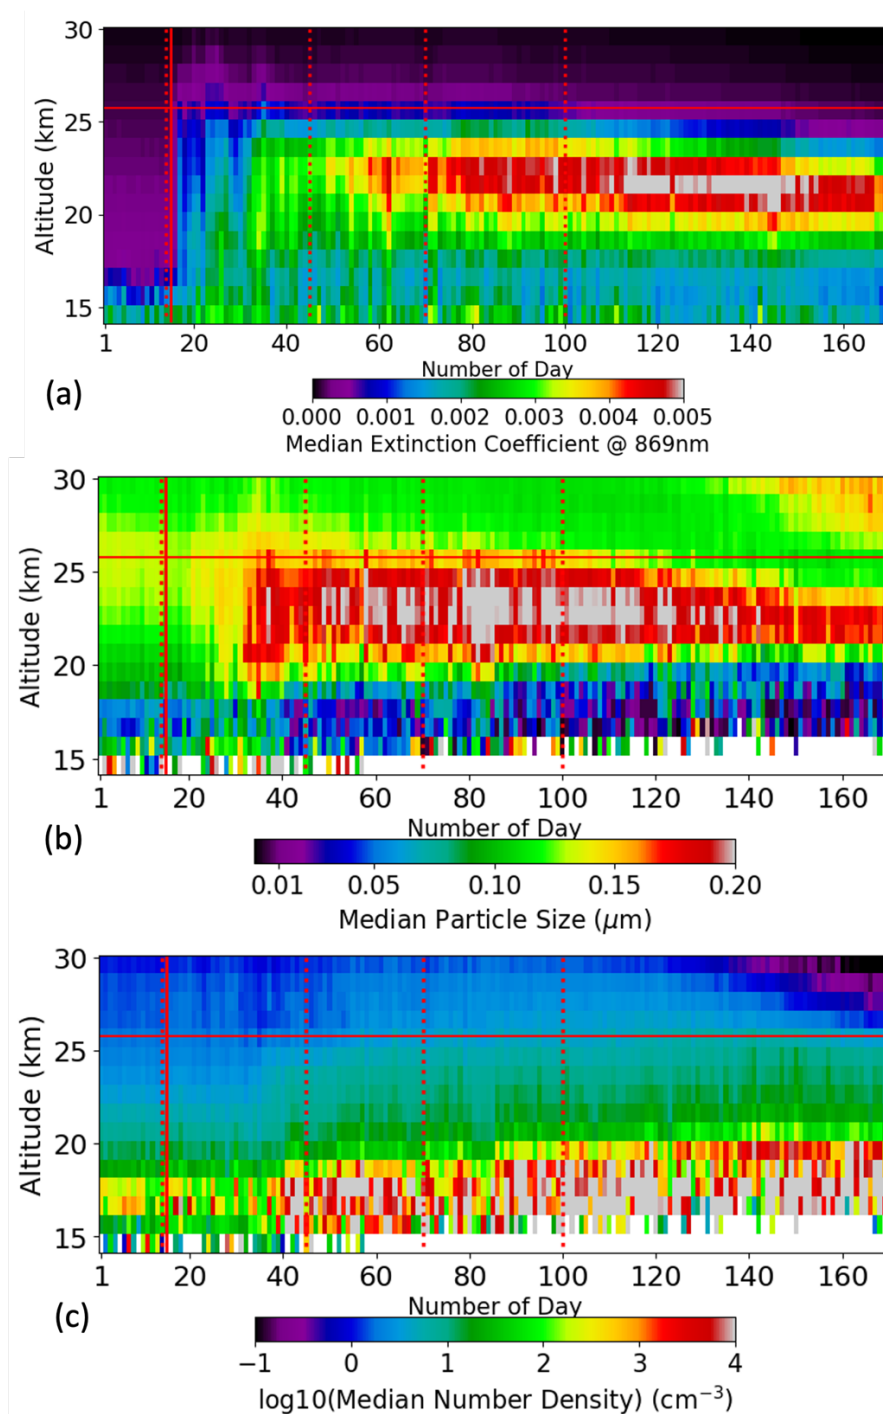 30
25
20
15
Altitude (km)
1 20 40 60 80 100 120 140 160
Number of Day
(a)
0.000 0.001 0.002 0.003 0.004 0.005
Median Extinction Coefficient @ 869nm
30
25
20
15
Altitude (km)
1 20 40 60 80 100 120 140 160
Number of Day
(b)
0.01 0.05 0.10 0.15 0.20
Median Particle Size (μm)
30
25
20
15
Altitude (km)
1 20 40 60 80 100 120 140 160
Number of Day
(c)
−1 0 1 2 3 4
log10(Median Number Density) (cm⁻³)